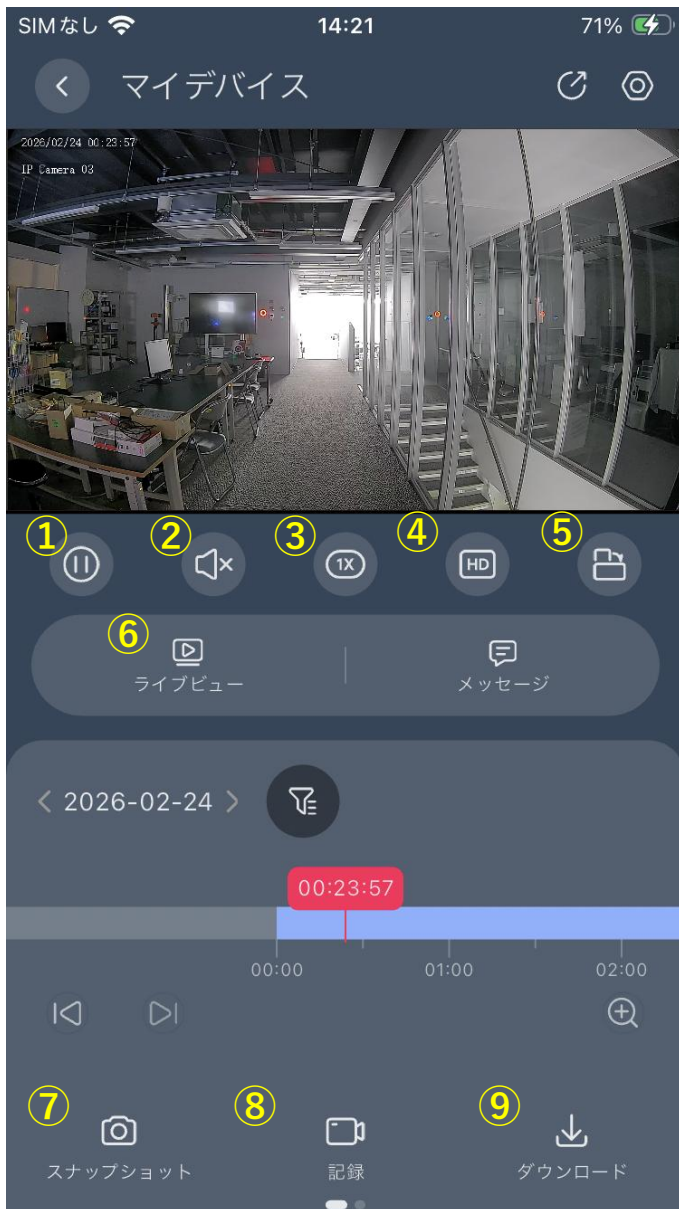 SIMなし 14:21 71%
マイデバイス
2026/02/24 00:23:57
IP Camera 03
① ② ③ ④ ⑤
1X HD
⑥
ライブビュー メッセージ
2026-02-24
00:23:57
00:00 01:00 02:00
⑦ ⑧ ⑨
スナップショット 記録 ダウンロード